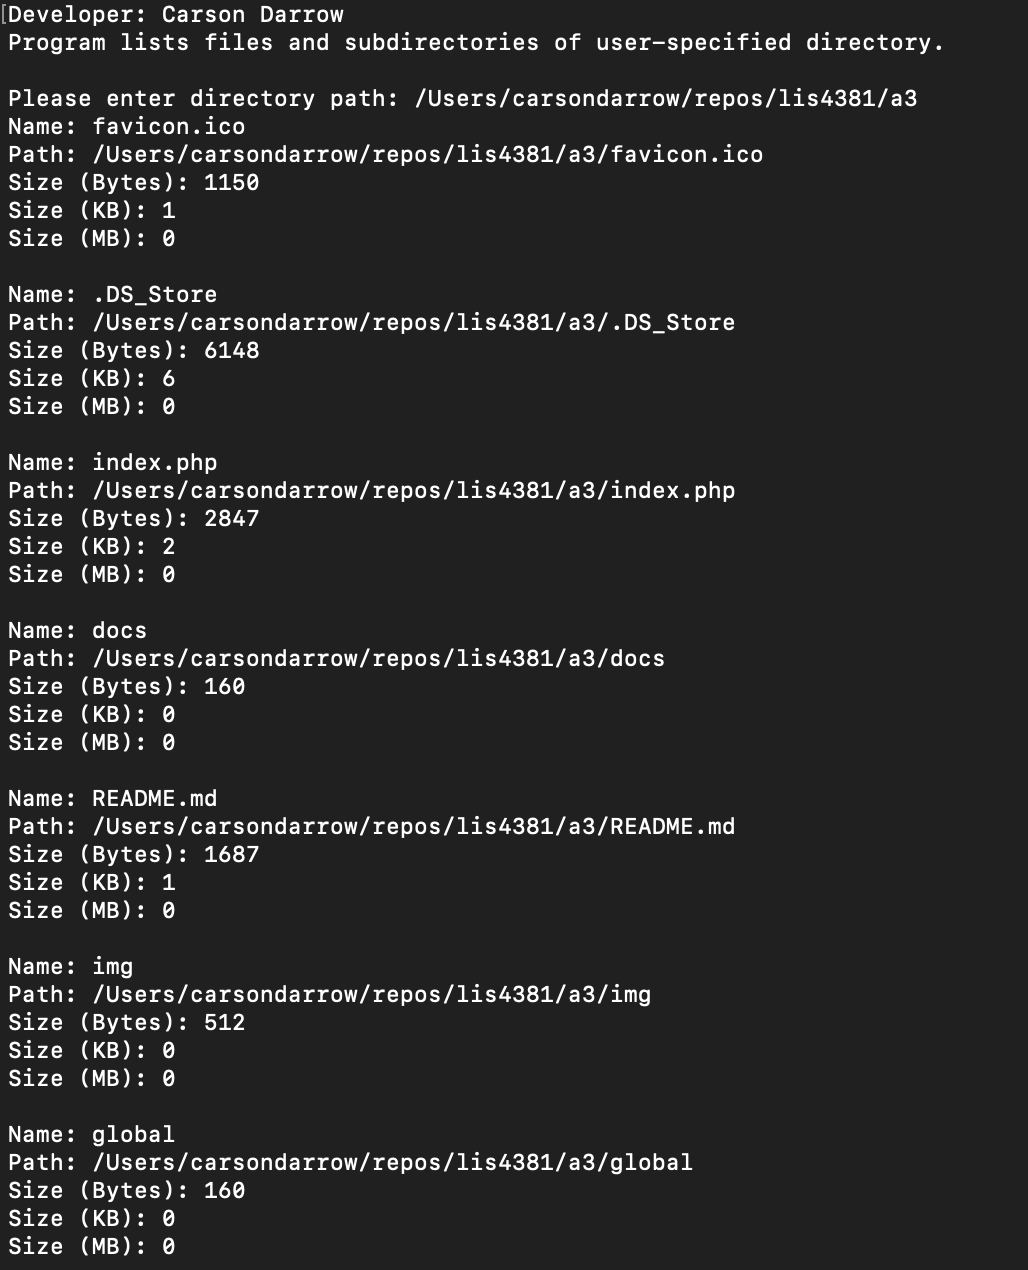 Developer: Carson Darrow
Program lists files and subdirectories of user-specified directory.

Please enter directory path: /Users/carsondarrow/repos/lis4381/a3
Name: favicon.ico
Path: /Users/carsondarrow/repos/lis4381/a3/favicon.ico
Size (Bytes): 1150
Size (KB): 1
Size (MB): 0

Name: .DS_Store
Path: /Users/carsondarrow/repos/lis4381/a3/.DS_Store
Size (Bytes): 6148
Size (KB): 6
Size (MB): 0

Name: index.php
Path: /Users/carsondarrow/repos/lis4381/a3/index.php
Size (Bytes): 2847
Size (KB): 2
Size (MB): 0

Name: docs
Path: /Users/carsondarrow/repos/lis4381/a3/docs
Size (Bytes): 160
Size (KB): 0
Size (MB): 0

Name: README.md
Path: /Users/carsondarrow/repos/lis4381/a3/README.md
Size (Bytes): 1687
Size (KB): 1
Size (MB): 0

Name: img
Path: /Users/carsondarrow/repos/lis4381/a3/img
Size (Bytes): 512
Size (KB): 0
Size (MB): 0

Name: global
Path: /Users/carsondarrow/repos/lis4381/a3/global
Size (Bytes): 160
Size (KB): 0
Size (MB): 0